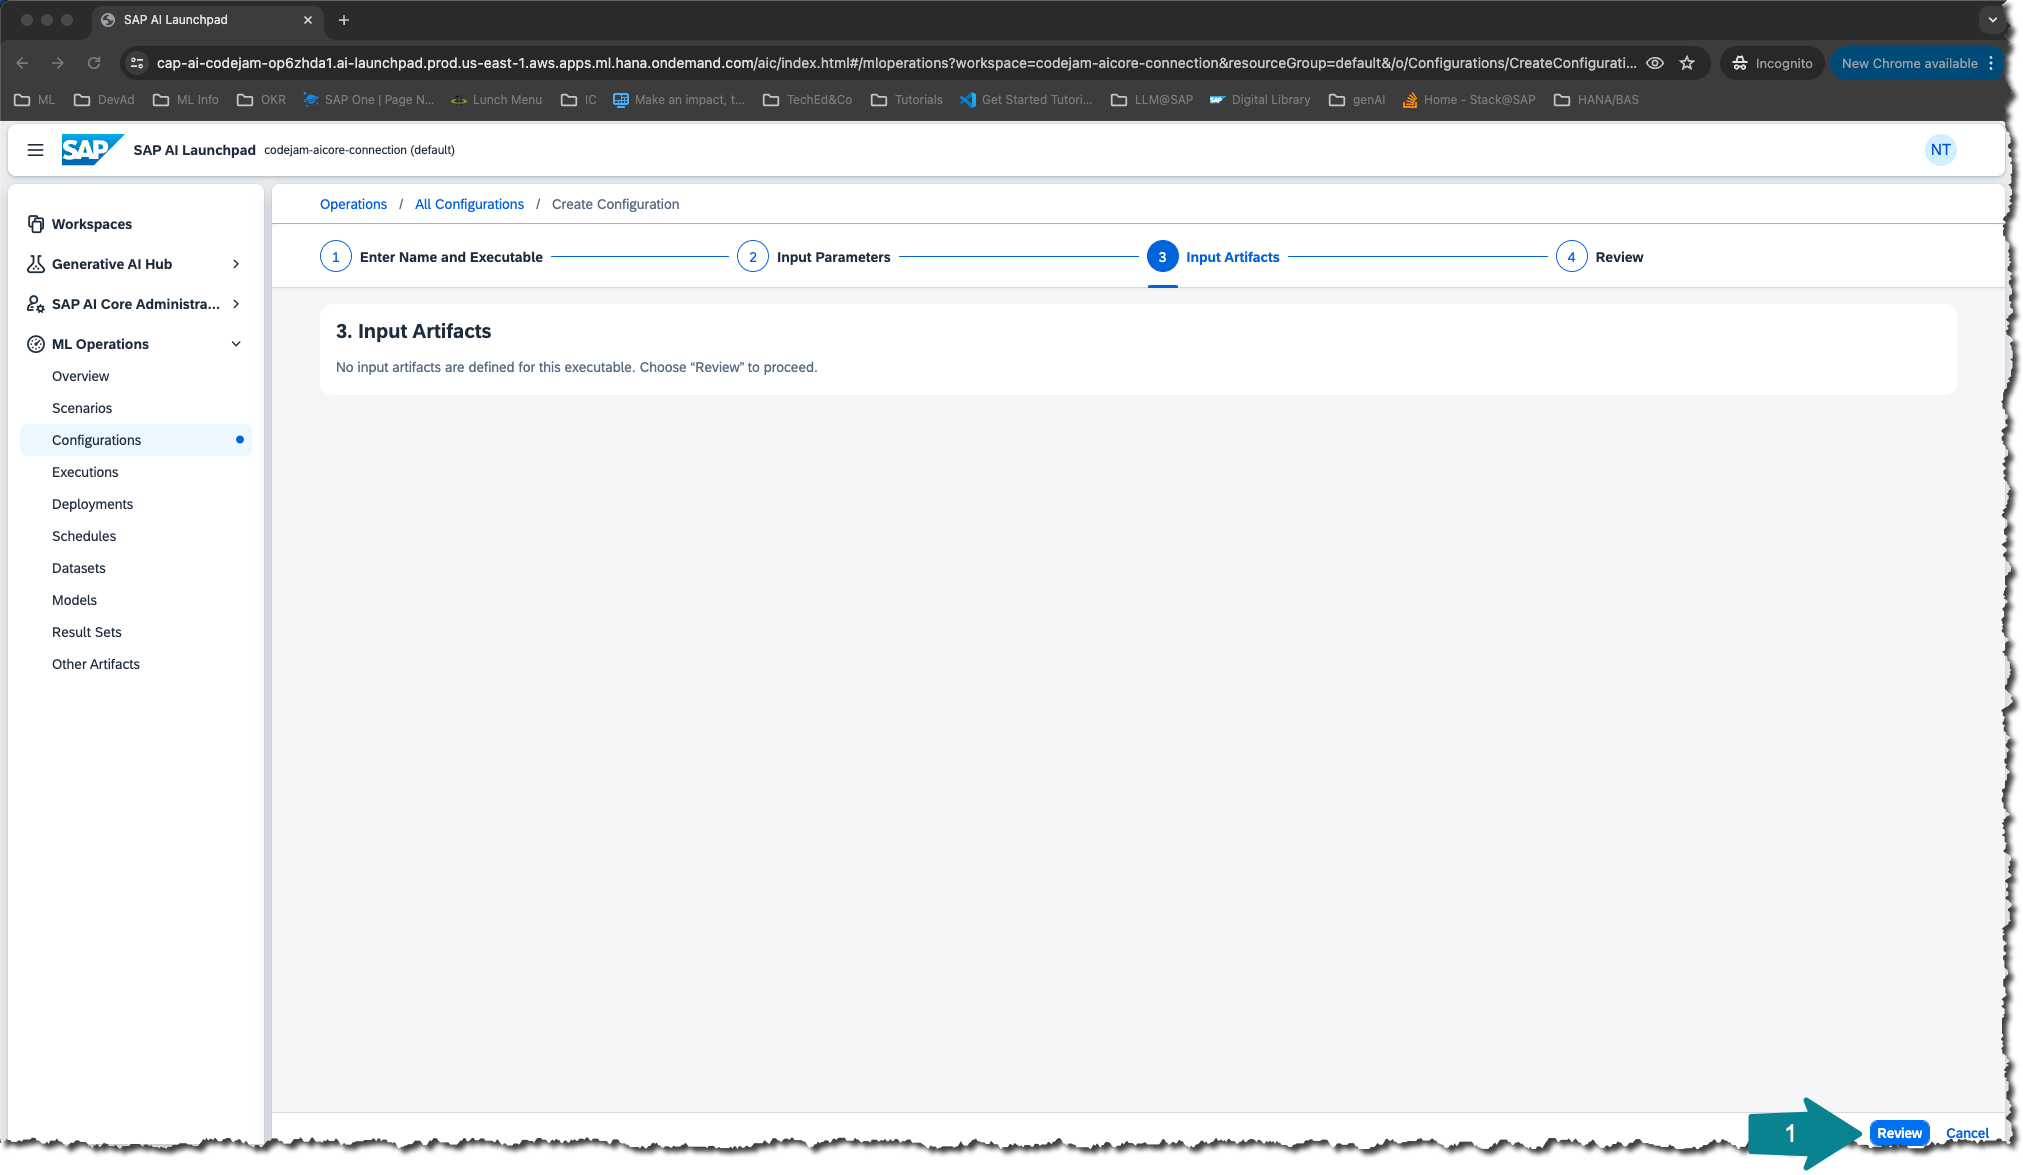 SAP AI Launchpad
cap-ai-codejam-op6zhda1.ai-launchpad.prod.us-east-1.aws.apps.ml.hana.ondemand.com/aic/index.html#/mloperations?workspace=codejam-aicore-connection&resourceGroup=default&/o/Configurations/CreateConfigurati... Incognito New Chrome available
ML DevAd ML Info OKR SAP One | Page N... Lunch Menu IC Make an impact, t... TechEd&Co Tutorials Get Started Tutori... LLM@SAP Digital Library genAI Home - Stack@SAP HANA/BAS
SAP SAP AI Launchpad codejam-aicore-connection (default) NT
Workspaces
Generative AI Hub
SAP AI Core Administra...
ML Operations
Overview
Scenarios
Configurations
Executions
Deployments
Schedules
Datasets
Models
Result Sets
Other Artifacts
Operations / All Configurations / Create Configuration
1 Enter Name and Executable 2 Input Parameters 3 Input Artifacts 4 Review
3. Input Artifacts
No input artifacts are defined for this executable. Choose “Review” to proceed.
1 Review Cancel